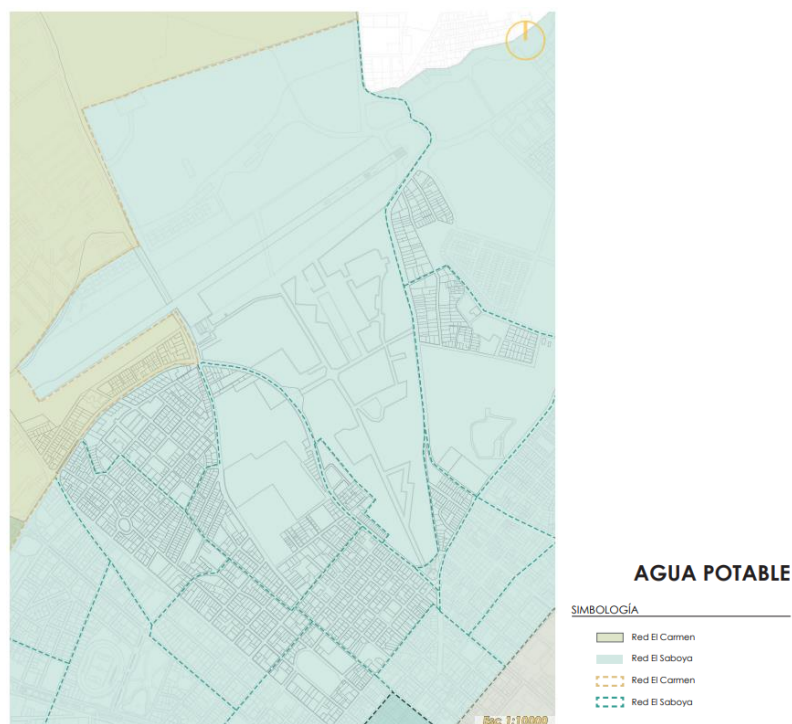 Esc. 1:10000
AGUA POTABLE
SIMBOLOGÍA
Red El Carmen
Red El Saboya
Red El Carmen
Red El Saboya